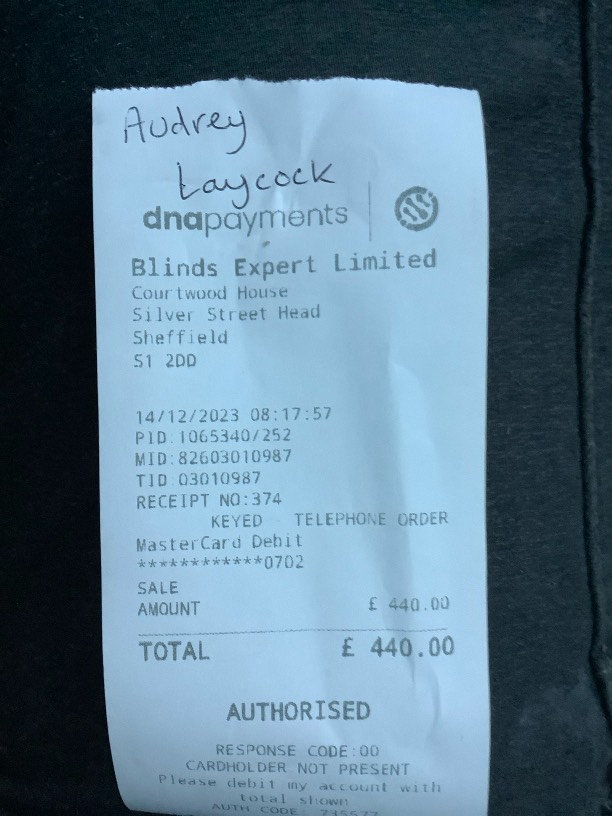 Audrey
Laycock
dnapayments
Blinds Expert Limited
Courtwood House
Silver Street Head
Sheffield
S1 2DD
14/12/2023 08:17:57
PID:1065340/252
MID:82603010987
TID:03010987
RECEIPT NO:374
KEYED TELEPHONE ORDER
MasterCard Debit
************0702
SALE
AMOUNT £ 440.00
TOTAL £ 440.00
AUTHORISED
RESPONSE CODE:00
CARDHOLDER NOT PRESENT
Please debit my account with
total shown
AUTH CODE: